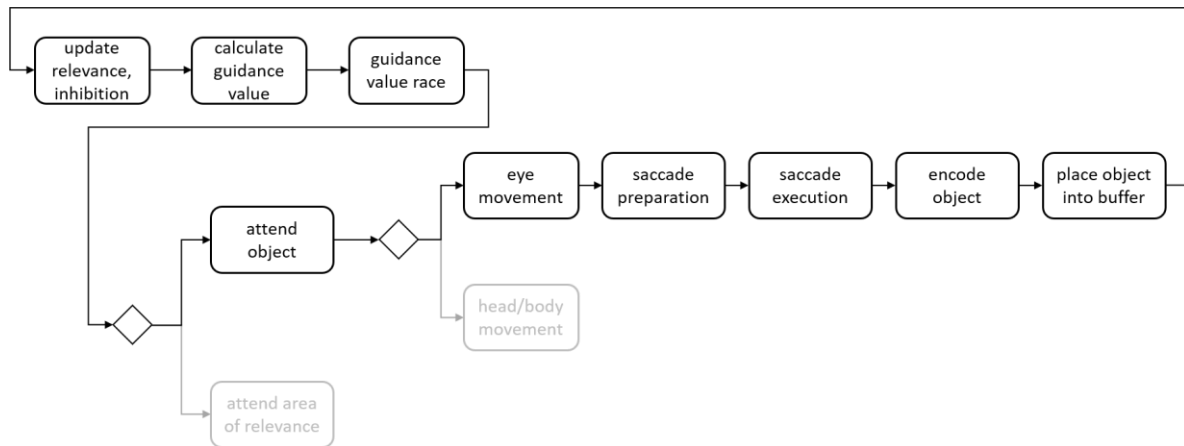 update
relevance,
inhibition
calculate
guidance
value
guidance
value race
eye
movement
saccade
preparation
saccade
execution
encode
object
place object
into buffer
attend
object
head/body
movement
attend area
of relevance